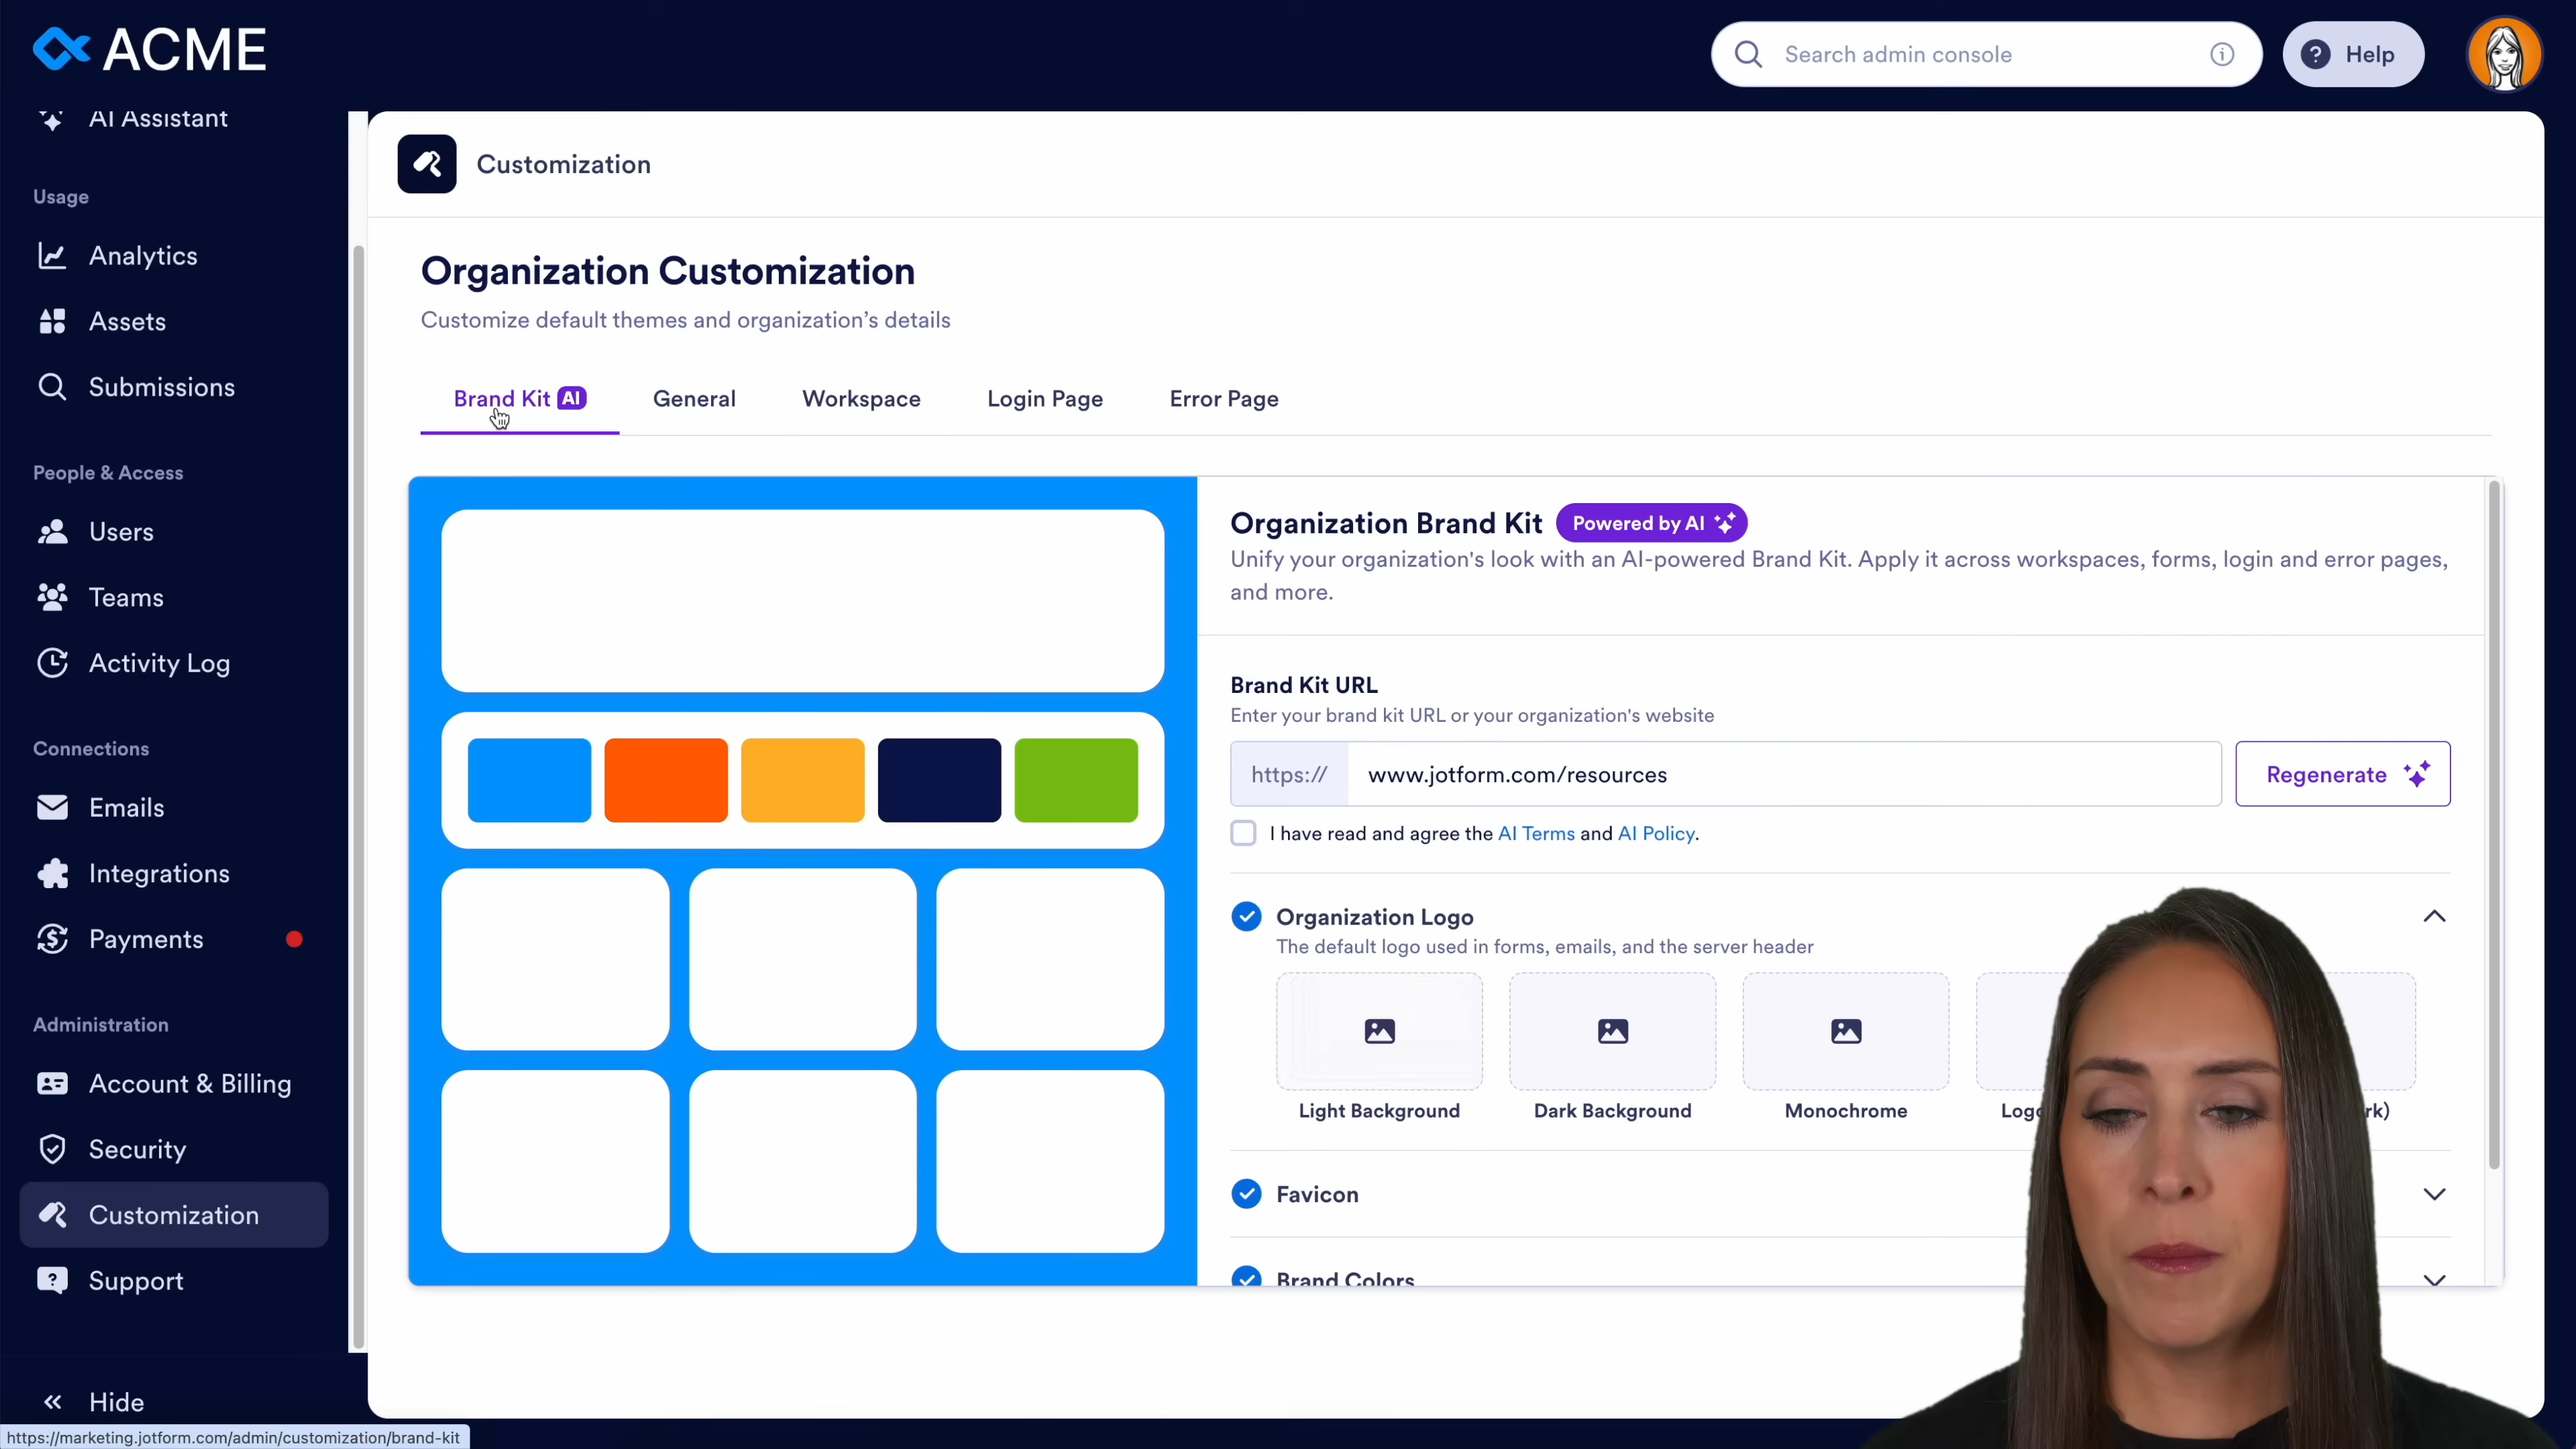 ACME
Search admin console
Help
AI Assistant
Usage
Analytics
Assets
Submissions
People & Access
Users
Teams
Activity Log
Connections
Emails
Integrations
Payments
Administration
Account & Billing
Security
Customization
Support
Hide
https://marketing.jotform.com/admin/customization/brand-kit
Customization
Organization Customization
Customize default themes and organization’s details
Brand Kit AI General Workspace Login Page Error Page
Organization Brand Kit Powered by AI
Unify your organization's look with an AI-powered Brand Kit. Apply it across workspaces, forms, login and error pages,
and more.
Brand Kit URL
Enter your brand kit URL or your organization's website
https:// www.jotform.com/resources Regenerate
I have read and agree the AI Terms and AI Policy.
Organization Logo
The default logo used in forms, emails, and the server header
Light Background Dark Background Monochrome
Favicon
Brand Colors